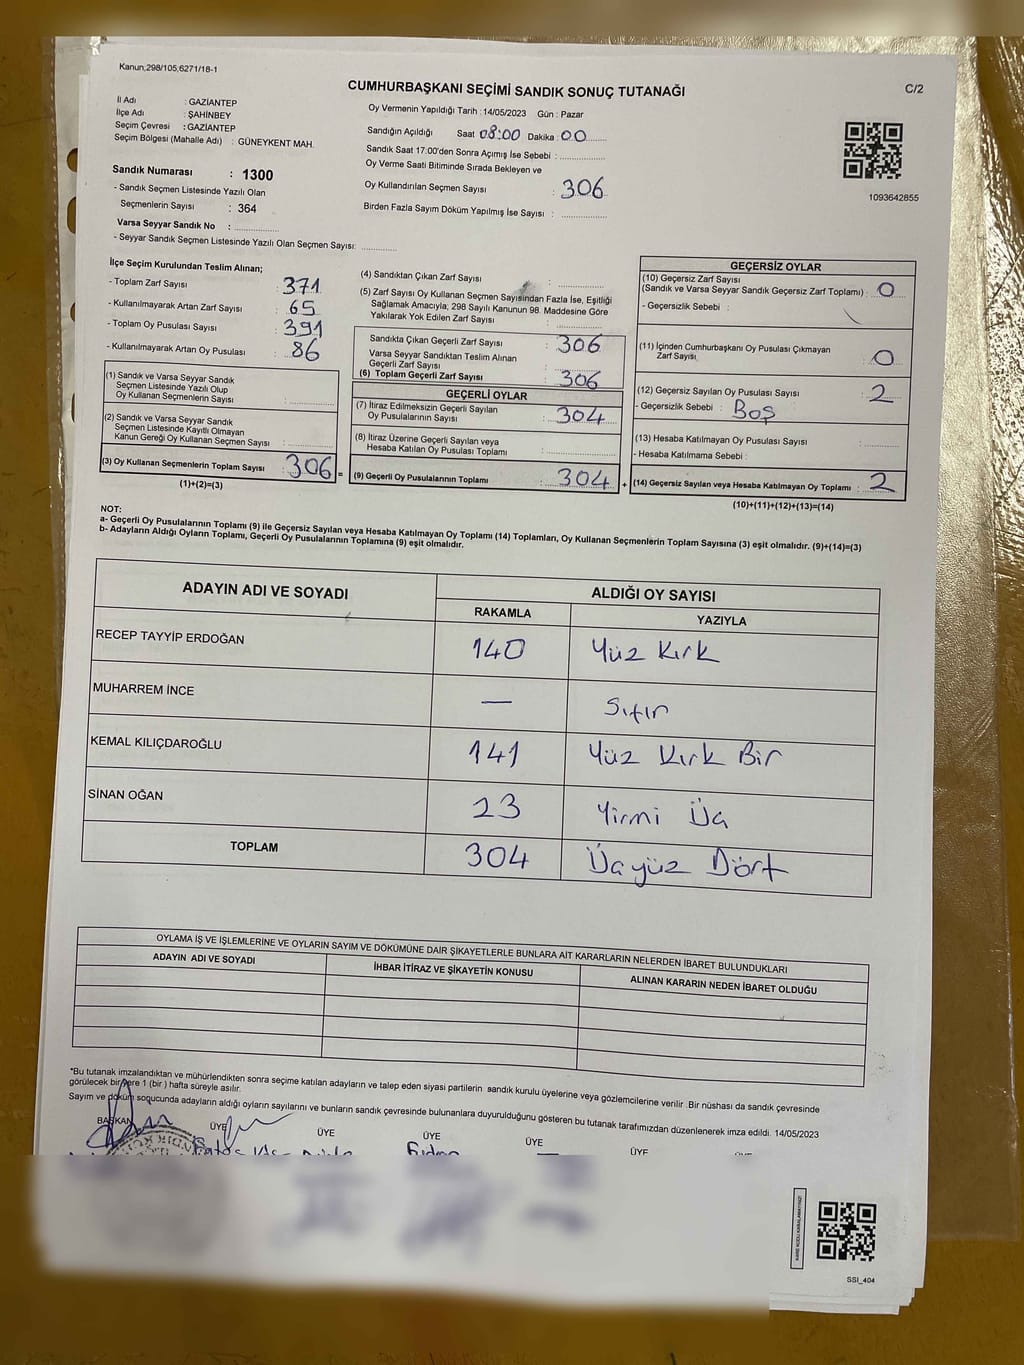 Kanun;298/105,6271/18-1
CUMHURBAŞKANI SEÇİMİ SANDIK SONUÇ TUTANAĞI
C/2
İl Adı : GAZİANTEP
İlçe Adı : ŞAHİNBEY
Seçim Çevresi : GAZİANTEP
Seçim Bölgesi (Mahalle Adı) : GÜNEYKENT MAH.
Sandık Numarası : 1300
- Sandık Seçmen Listesinde Yazılı Olan
Seçmenlerin Sayısı : 364
Varsa Seyyar Sandık No :
- Seyyar Sandık Seçmen Listesinde Yazılı Olan Seçmen Sayısı:
Oy Vermenin Yapıldığı Tarih : 14/05/2023 Gün : Pazar
Sandığın Açıldığı Saat 08:00 Dakika : 00
Sandık Saat 17:00'den Sonra Açımış İse Sebebi :
Oy Verme Saati Bitiminde Sırada Bekleyen ve
Oy Kullandırılan Seçmen Sayısı : 306
Birden Fazla Sayım Döküm Yapılmış İse Sayısı :
1093642855
İlçe Seçim Kurulundan Teslim Alınan;
- Toplam Zarf Sayısı : 371
- Kullanılmayarak Artan Zarf Sayısı : 65
- Toplam Oy Pusulası Sayısı : 391
- Kullanılmayarak Artan Oy Pusulası : 86
(1) Sandık ve Varsa Seyyar Sandık
Seçmen Listesinde Yazılı Olup
Oy Kullanan Seçmenlerin Sayısı :
(2) Sandık ve Varsa Seyyar Sandık
Seçmen Listesinde Kayıtlı Olmayan
Kanun Gereği Oy Kullanan Seçmen Sayısı :
(3) Oy Kullanan Seçmenlerin Toplam Sayısı : 306 =
(1)+(2)=(3)
(4) Sandıktan Çıkan Zarf Sayısı :
(5) Zarf Sayısı Oy Kullanan Seçmen Sayısından Fazla İse, Eşitliği
Sağlamak Amacıyla, 298 Sayılı Kanunun 98. Maddesine Göre
Yakılarak Yok Edilen Zarf Sayısı :
Sandıkta Çıkan Geçerli Zarf Sayısı : 306
Varsa Seyyar Sandıktan Teslim Alınan
Geçerli Zarf Sayısı :
(6) Toplam Geçerli Zarf Sayısı : 306
GEÇERLİ OYLAR
(7) İtiraz Edilmeksizin Geçerli Sayılan
Oy Pusulalarının Sayısı : 304
(8) İtiraz Üzerine Geçerli Sayılan veya
Hesaba Katılan Oy Pusulası Toplamı :
(9) Geçerli Oy Pusulalarının Toplamı : 304 +
GEÇERSİZ OYLAR
(10) Geçersiz Zarf Sayısı
(Sandık ve Varsa Seyyar Sandık Geçersiz Zarf Toplamı) : 0
- Geçersizlik Sebebi :
(11) İçinden Cumhurbaşkanı Oy Pusulası Çıkmayan
Zarf Sayısı : 0
(12) Geçersiz Sayılan Oy Pusulası Sayısı : 2
- Geçersizlik Sebebi : Boş
(13) Hesaba Katılmayan Oy Pusulası Sayısı :
- Hesaba Katılmama Sebebi :
(14) Geçersiz Sayılan veya Hesaba Katılmayan Oy Toplamı : 2
(10)+(11)+(12)+(13)=(14)
NOT:
a- Geçerli Oy Pusulalarının Toplamı (9) ile Geçersiz Sayılan veya Hesaba Katılmayan Oy Toplamı (14) Toplamları, Oy Kullanan Seçmenlerin Toplam Sayısına (3) eşit olmalıdır. (9)+(14)=(3)
b- Adayların Aldığı Oyların Toplamı, Geçerli Oy Pusulalarının Toplamına (9) eşit olmalıdır.
ADAYIN ADI VE SOYADI
ALDIĞI OY SAYISI
RAKAMLA YAZIYLA
RECEP TAYYİP ERDOĞAN 140 Yüz Kırk
MUHARREM İNCE — Sıfır
KEMAL KILIÇDAROĞLU 141 Yüz Kırk Bir
SİNAN OĞAN 23 Yirmi Üç
TOPLAM 304 Üçyüz Dört
OYLAMA İŞ VE İŞLEMLERİNE VE OYLARIN SAYIM VE DÖKÜMÜNE DAİR ŞİKAYETLERLE BUNLARA AİT KARARLARIN NELERDEN İBARET BULUNDUKLARI
ADAYIN ADI VE SOYADI İHBAR İTİRAZ VE ŞİKAYETİN KONUSU ALINAN KARARIN NEDEN İBARET OLDUĞU
*Bu tutanak imzalandıktan ve mühürlendikten sonra seçime katılan adayların ve talep eden siyasi partilerin sandık kurulu üyelerine veya gözlemcilerine verilir .Bir nüshası da sandık çevresinde
görülecek bir yere 1 (bir ) hafta süreyle asılır.
Sayım ve döküm sonucunda adayların aldığı oyların sayılarını ve bunların sandık çevresinde bulunanlara duyurulduğunu gösteren bu tutanak tarafımızdan düzenlenerek imza edildi. 14/05/2023
BAŞKAN ÜYE ÜYE ÜYE ÜYE ÜYE
SSI_404